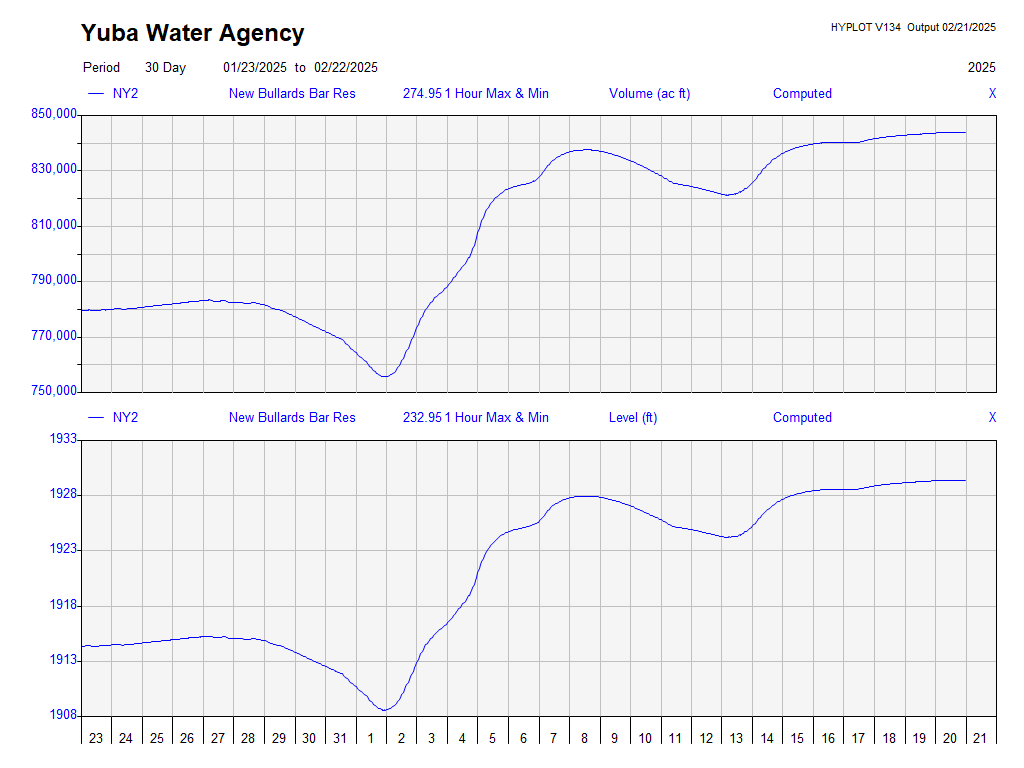 Yuba Water Agency
HYPLOT V134 Output 02/21/2025
Period 30 Day 01/23/2025 to 02/22/2025 2025
NY2 New Bullards Bar Res 274.95 1 Hour Max & Min Volume (ac ft) Computed X
850,000
830,000
810,000
790,000
770,000
750,000
NY2 New Bullards Bar Res 232.95 1 Hour Max & Min Level (ft) Computed X
1933
1928
1923
1918
1913
1908
23 24 25 26 27 28 29 30 31 1 2 3 4 5 6 7 8 9 10 11 12 13 14 15 16 17 18 19 20 21